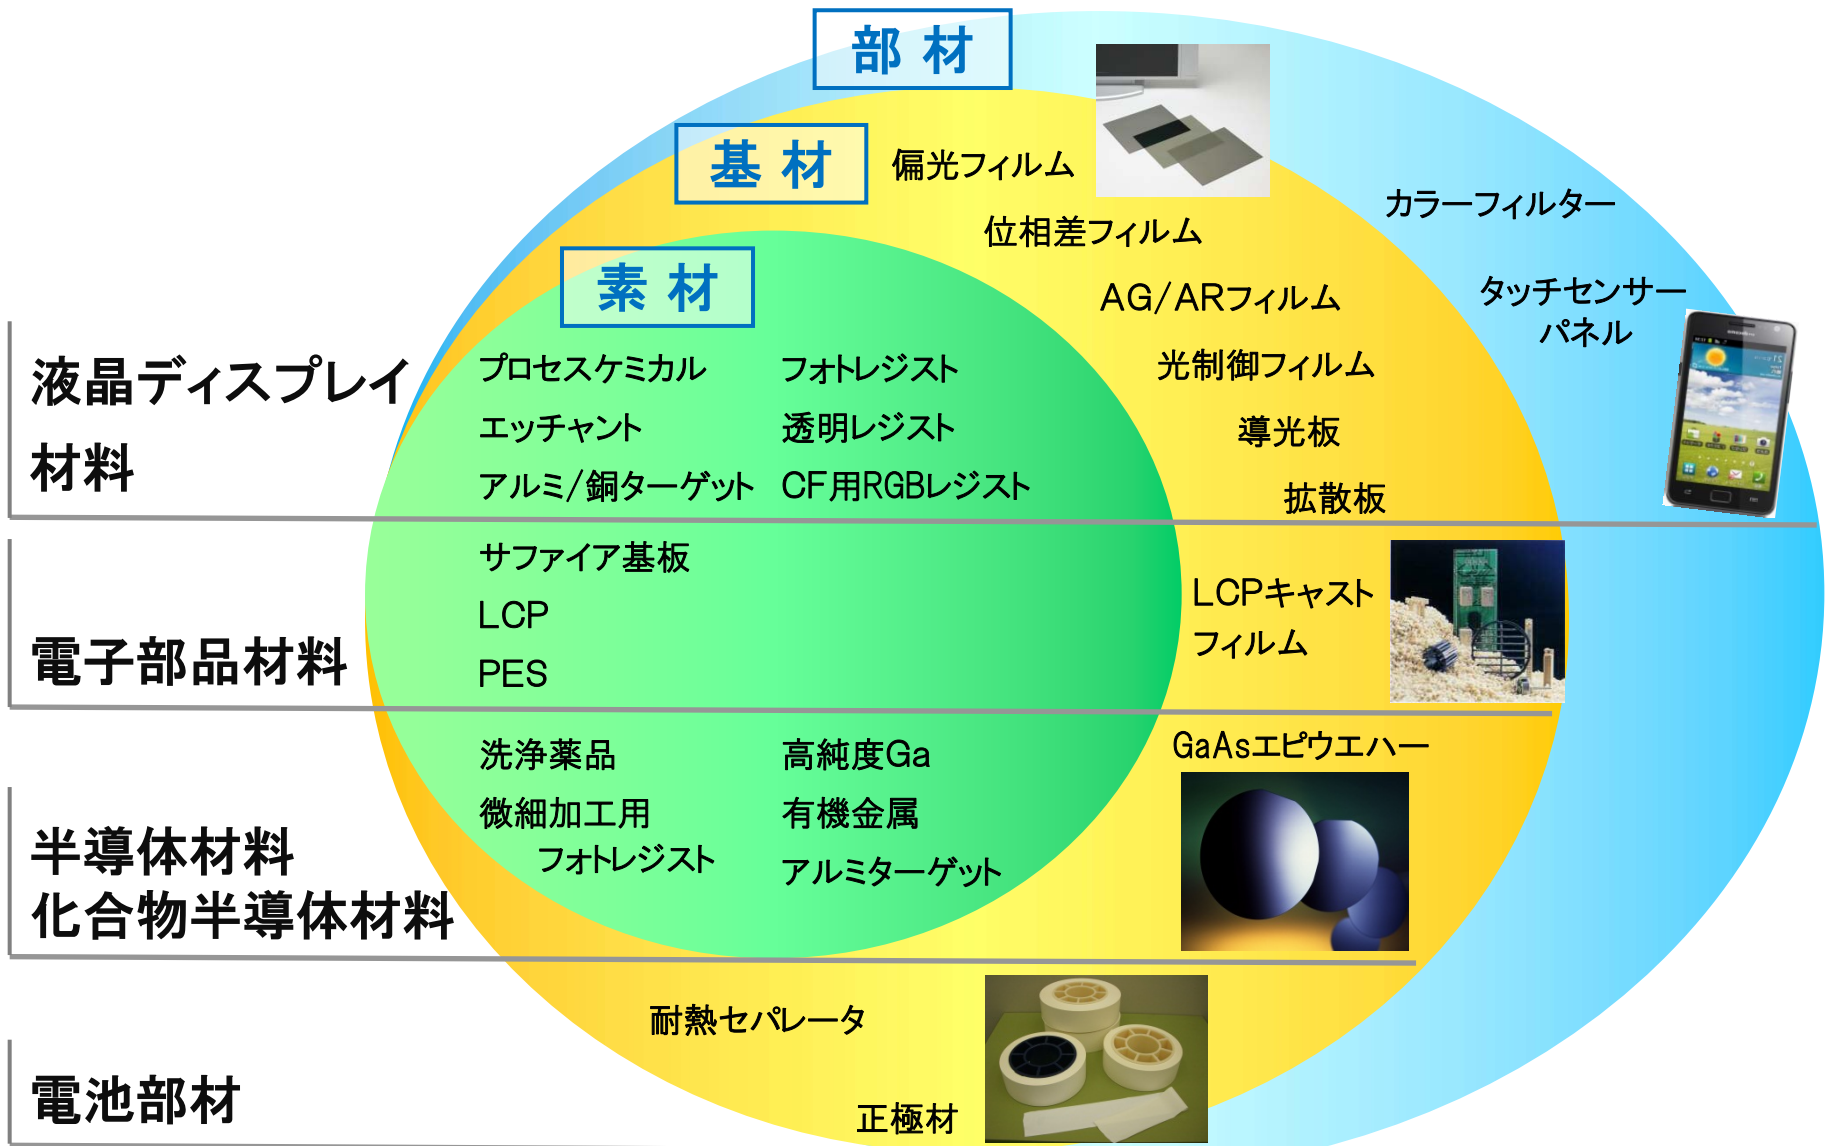 部材
基材
偏光フィルム
カラーフィルター
位相差フィルム
素材
AG/ARフィルム
タッチセンサー
パネル
液晶ディスプレイ
材料
プロセスケミカル
フォトレジスト
光制御フィルム
エッチャント
透明レジスト
導光板
アルミ/銅ターゲット
CF用RGBレジスト
拡散板
電子部品材料
サファイア基板
LCP
PES
LCPキャスト
フィルム
半導体材料
化合物半導体材料
洗浄薬品
高純度Ga
GaAsエピウエハー
微細加工用
フォトレジスト
有機金属
アルミターゲット
電池部材
耐熱セパレータ
正極材